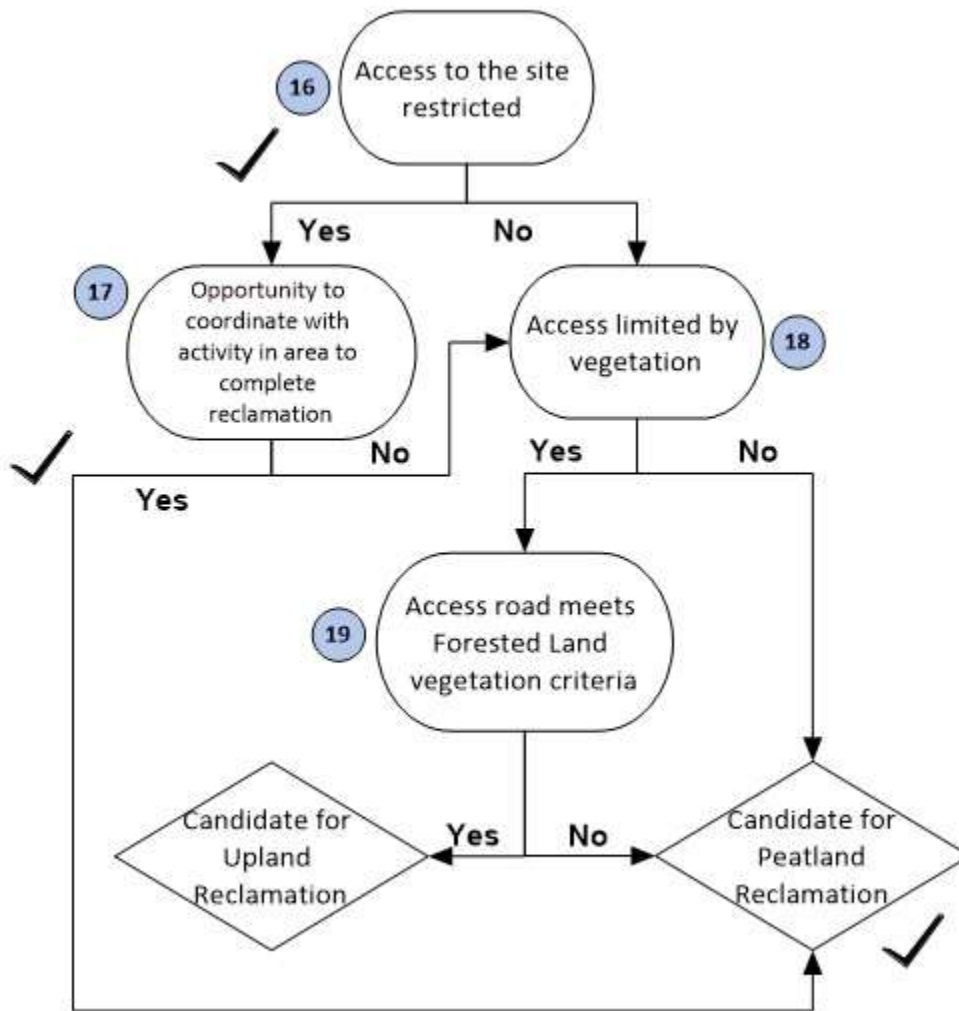 16
Access to the site
restricted
Yes
No
17
Opportunity to
coordinate with
activity in area to
complete
reclamation
Access limited by
vegetation
18
Yes
No
Yes
No
19
Access road meets
Forested Land
vegetation criteria
Candidate for
Upland
Reclamation
Yes
No
Candidate for
Peatland
Reclamation